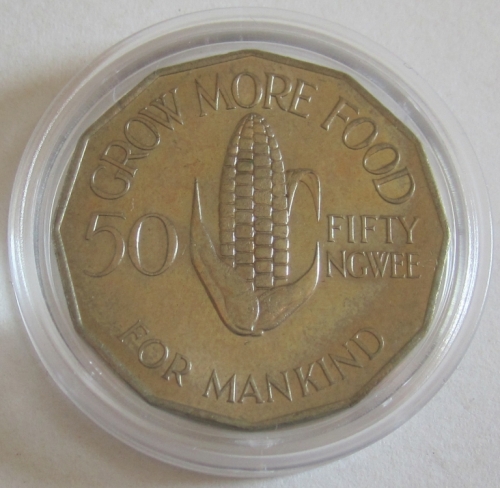 GROW MORE FOOD
50
FIFTY
NGWEE
FOR MANKIND